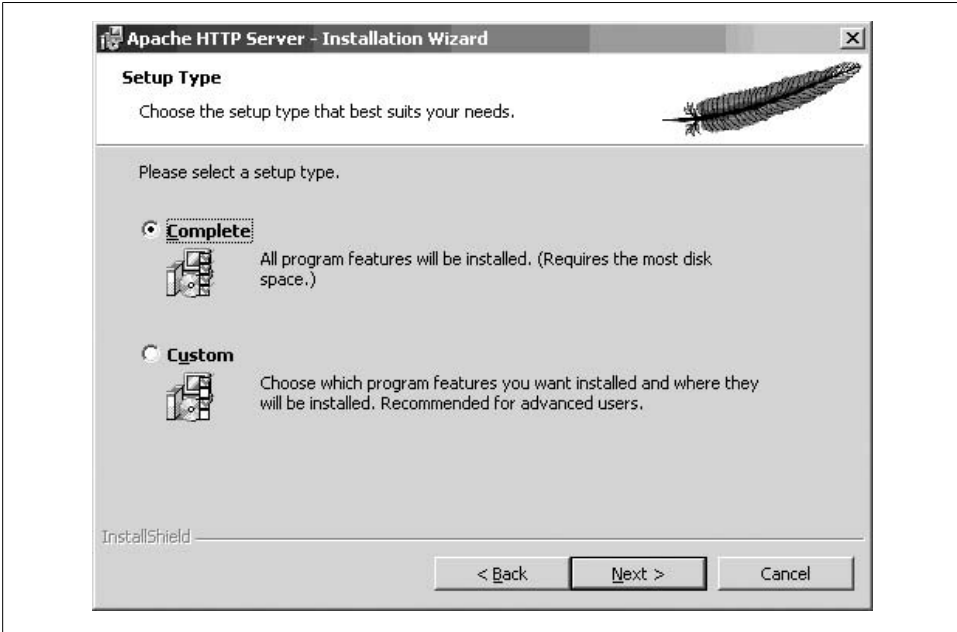 Apache HTTP Server - Installation Wizard
Setup Type
Choose the setup type that best suits your needs.
Please select a setup type.
Complete
All program features will be installed. (Requires the most disk
space.)
Custom
Choose which program features you want installed and where they
will be installed. Recommended for advanced users.
InstallShield
< Back
Next >
Cancel